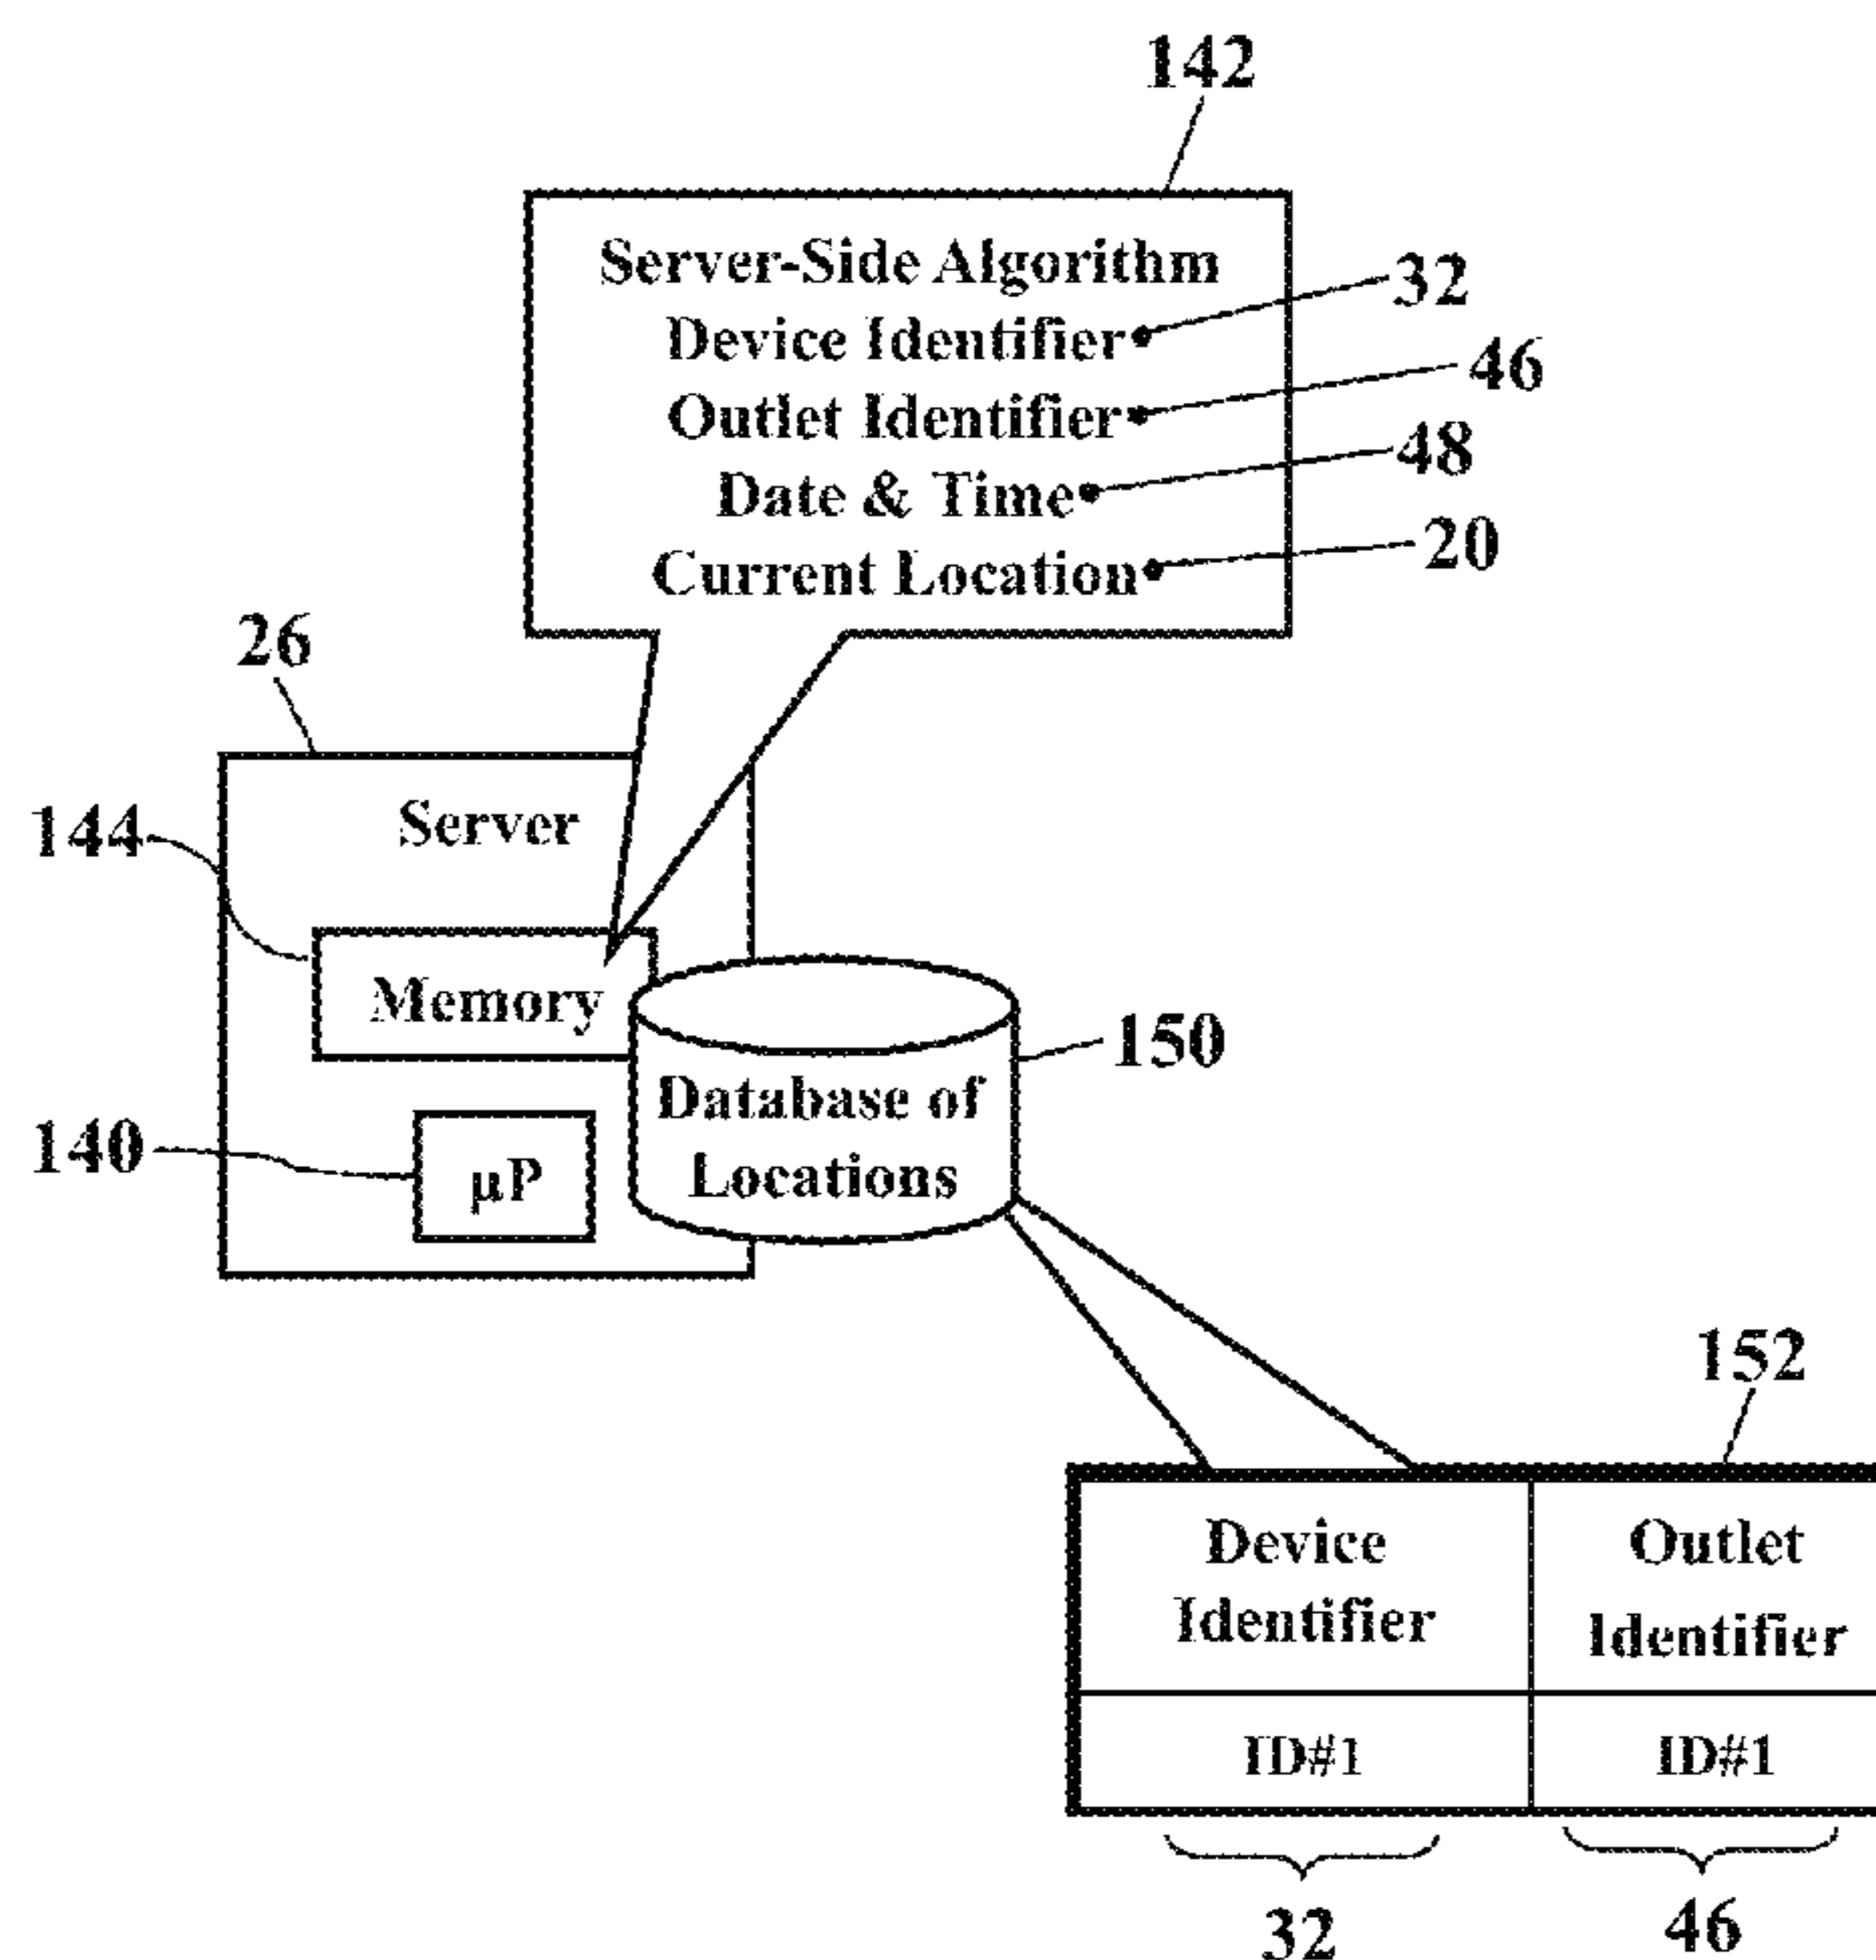 142
Server-Side Algorithm
32
Device Identifier
46
Outlet Identifier
48
Date & Time
20
Current Location
26
Server
144
Memory
150
Database of
Locations
140
µP
152
Device
Identifier
Outlet
Identifier
ID#1
ID#1
32
46